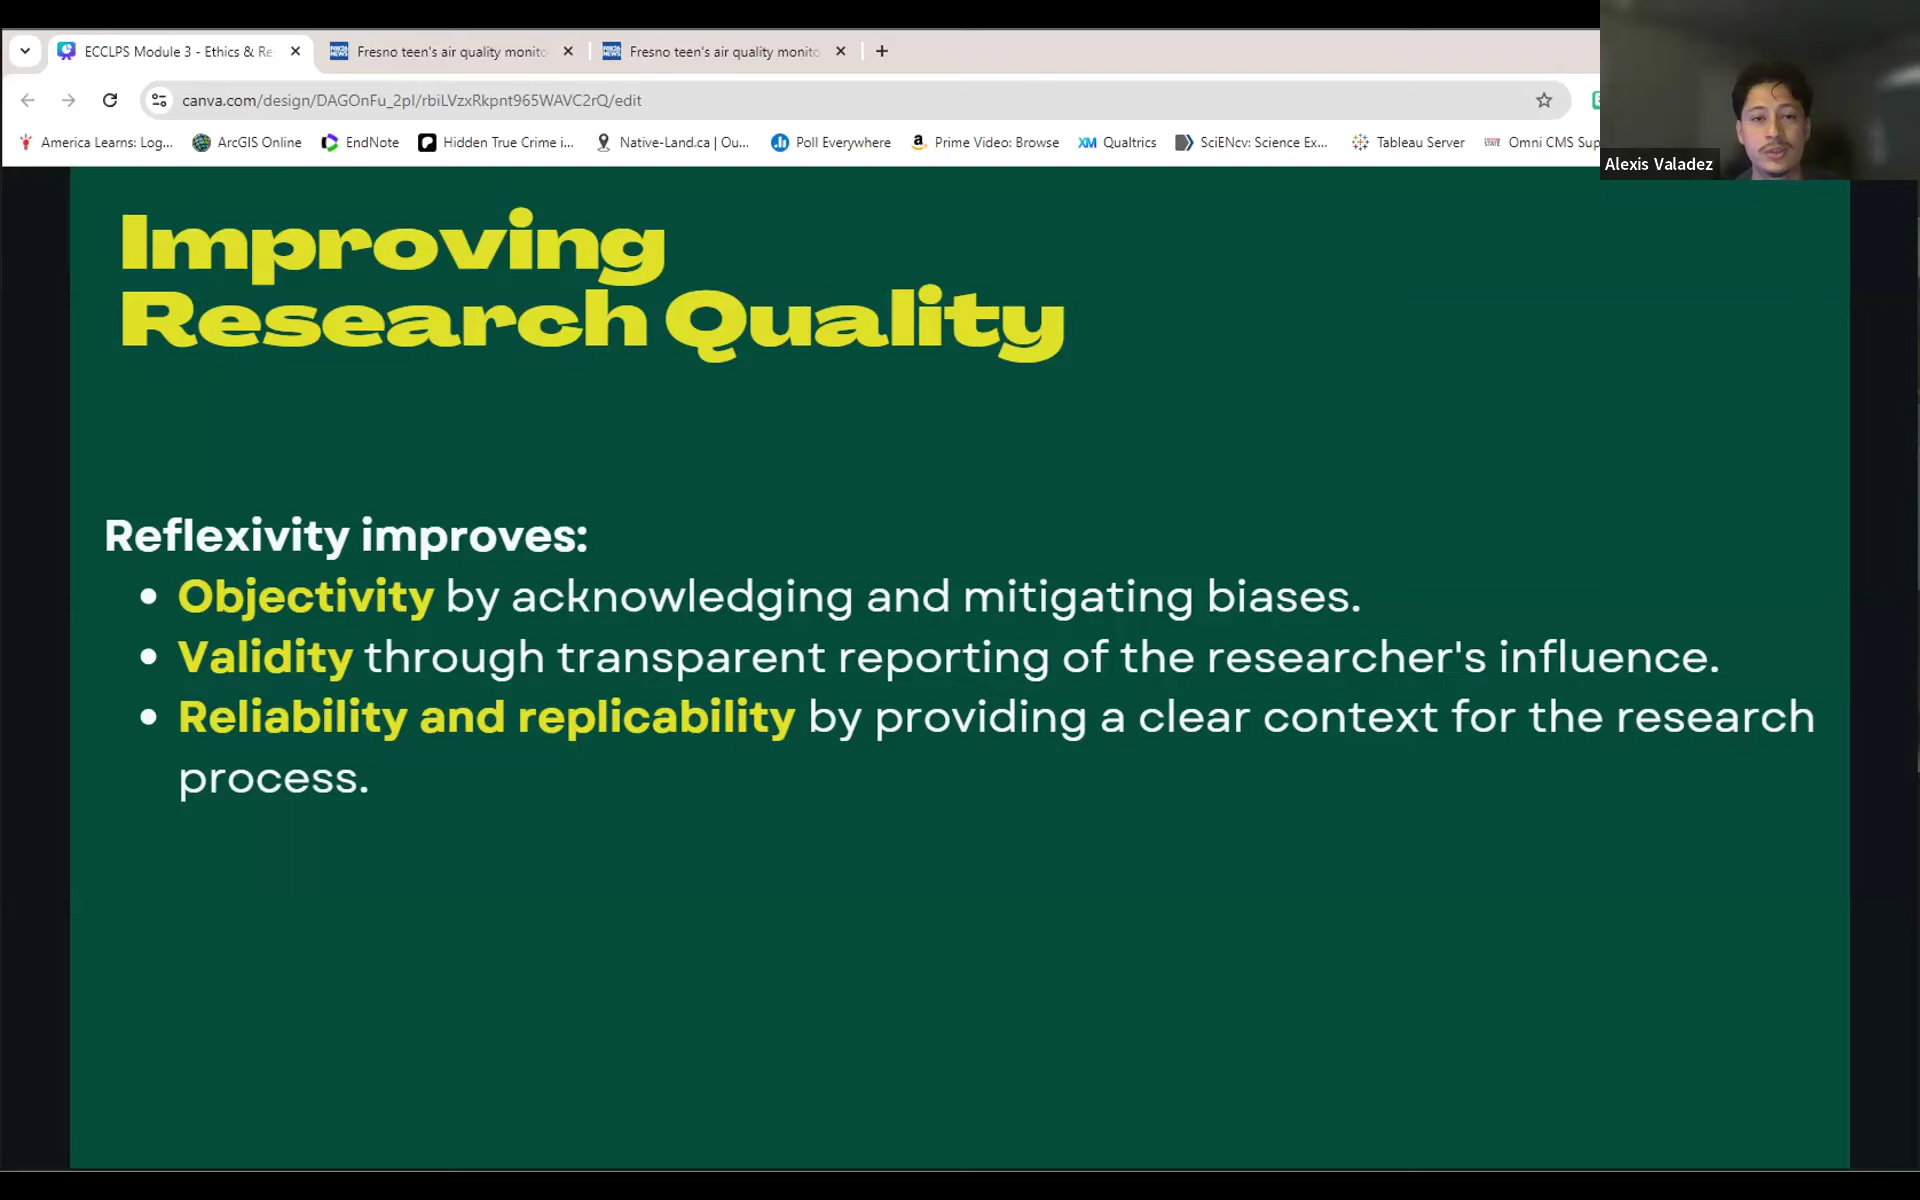 ECCLPS Module 3 - Ethics & Re
Fresno teen's air quality monito
Fresno teen's air quality monito
canva.com/design/DAGOnFu_2pI/rbiLVzxRkpnt965WAVC2rQ/edit
America Learns: Log...
ArcGIS Online
EndNote
Hidden True Crime i...
Native-Land.ca | Ou...
Poll Everywhere
Prime Video: Browse
XM Qualtrics
SciENcv: Science Ex...
Tableau Server
Omni CMS Sup
Alexis Valadez
Improving
Research Quality
Reflexivity improves:
• Objectivity by acknowledging and mitigating biases.
• Validity through transparent reporting of the researcher's influence.
• Reliability and replicability by providing a clear context for the research
process.